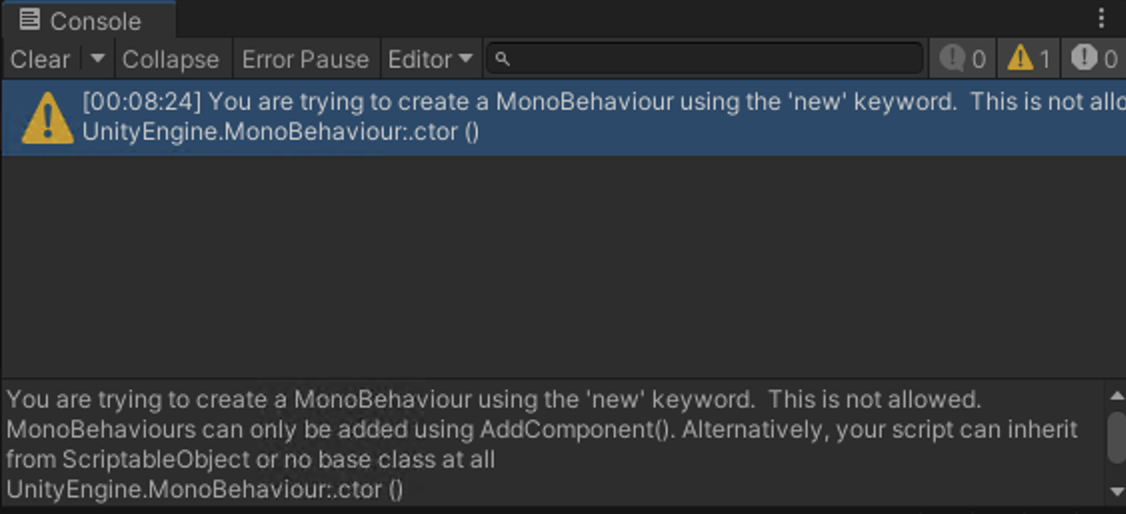 Console
Clear Collapse Error Pause Editor 0 1 0
[00:08:24] You are trying to create a MonoBehaviour using the 'new' keyword.  This is not allo
UnityEngine.MonoBehaviour:.ctor ()
You are trying to create a MonoBehaviour using the 'new' keyword.  This is not allowed.
MonoBehaviours can only be added using AddComponent(). Alternatively, your script can inherit
from ScriptableObject or no base class at all
UnityEngine.MonoBehaviour:.ctor ()